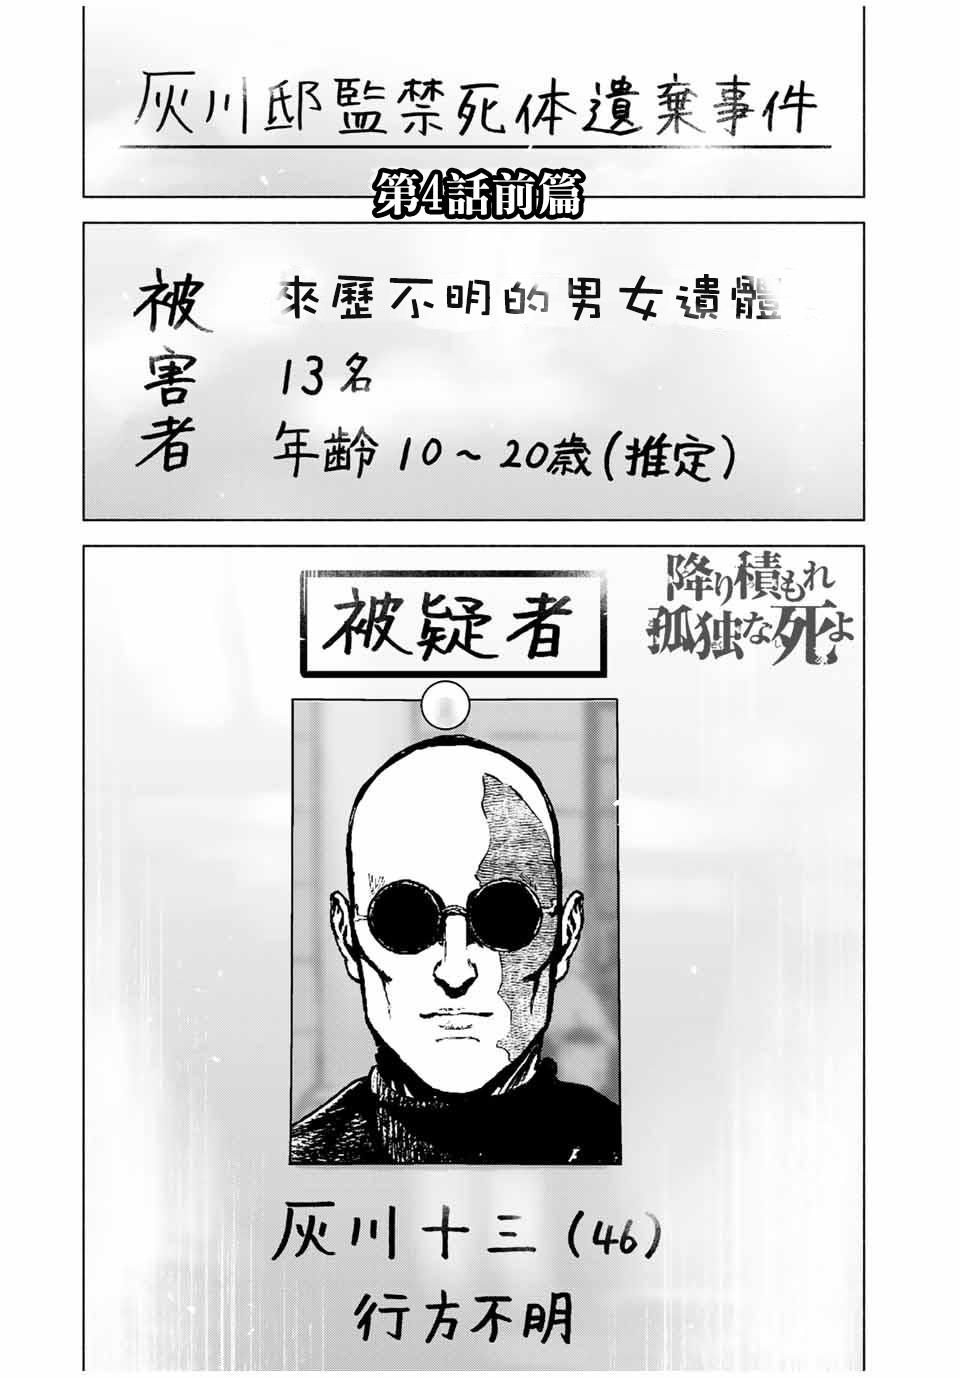 灰川邸監禁死体遺棄事件
第4話前篇
被害者
來歷不明的男女遺體
13名
年齢10～20歳(推定)
降り積もれ
孤独な死よ
被疑者
灰川十三(46)
行方不明